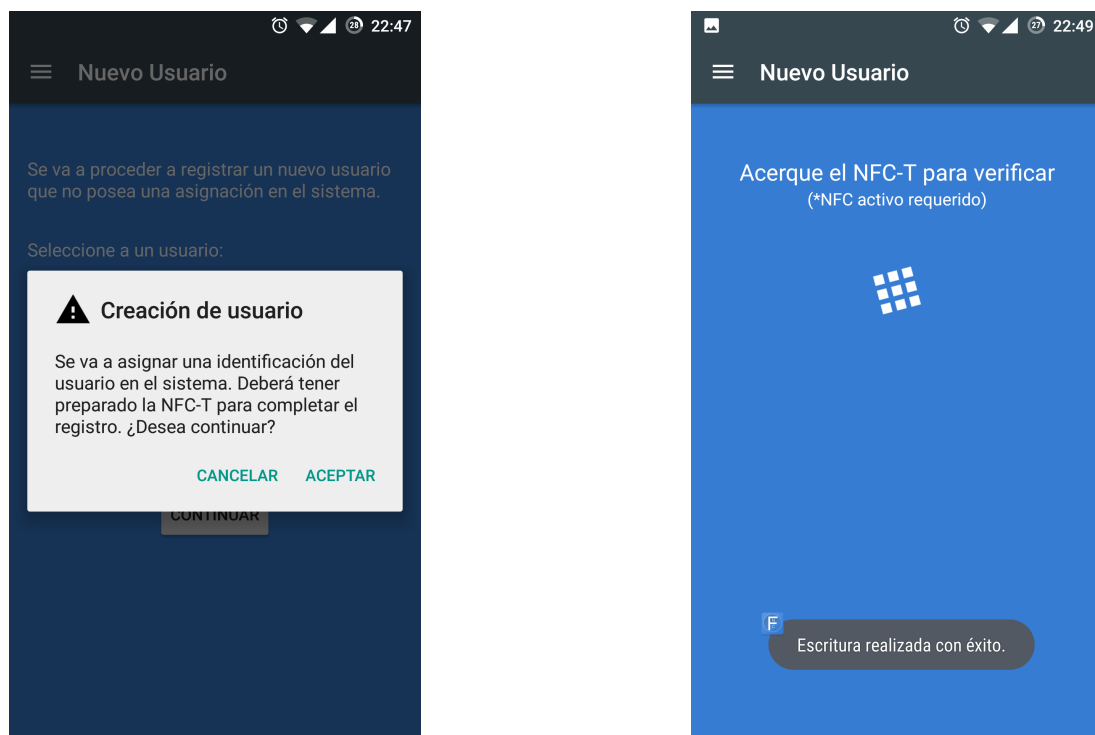 28 22:47
Nuevo Usuario
Se va a proceder a registrar un nuevo usuario
que no posea una asignación en el sistema.
Seleccione a un usuario:
Creación de usuario
Se va a asignar una identificación del
usuario en el sistema. Deberá tener
preparado la NFC-T para completar el
registro. ¿Desea continuar?
CANCELAR ACEPTAR
CONTINUAR
27 22:49
Nuevo Usuario
Acerque el NFC-T para verificar
(*NFC activo requerido)
F
Escritura realizada con éxito.